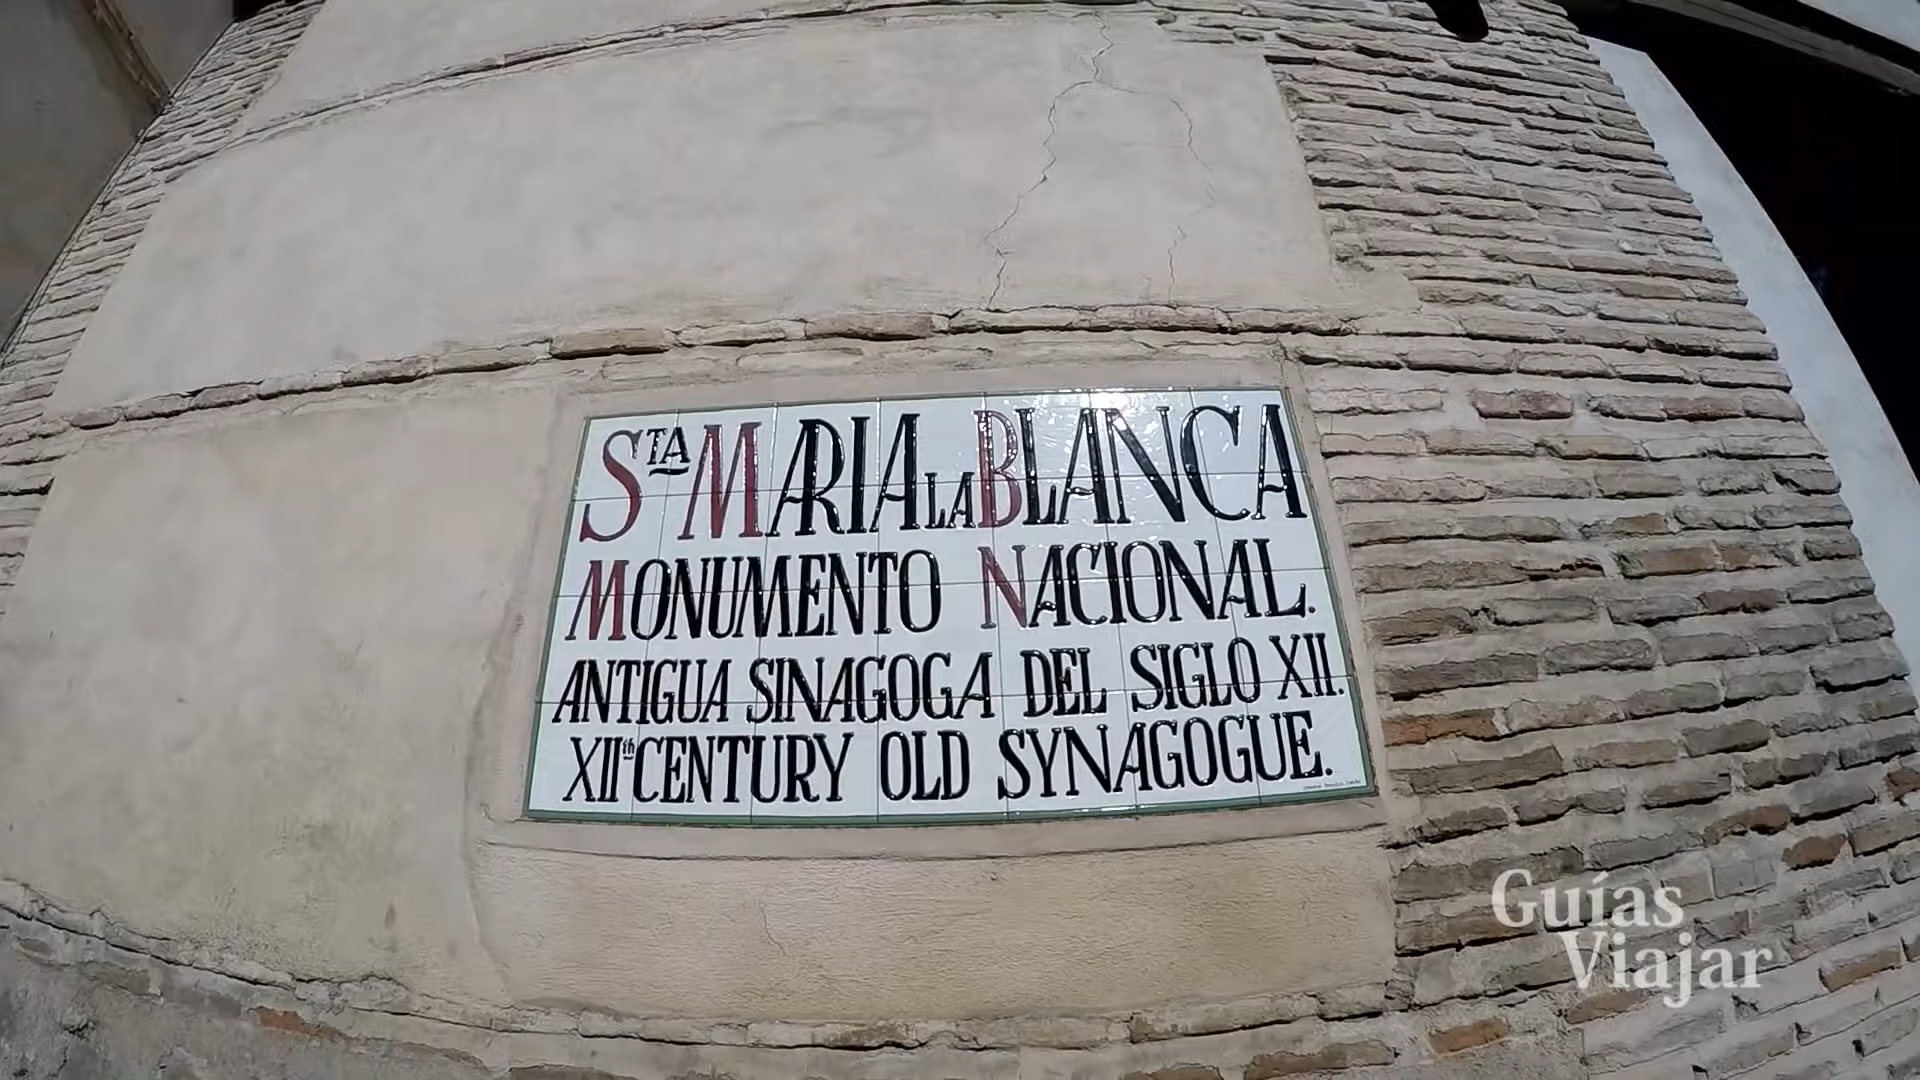 STA MARIA LA BLANCA
MONUMENTO NACIONAL.
ANTIGUA SINAGOGA DEL SIGLO XII.
XIIth CENTURY OLD SYNAGOGUE.
Guías
Viajar